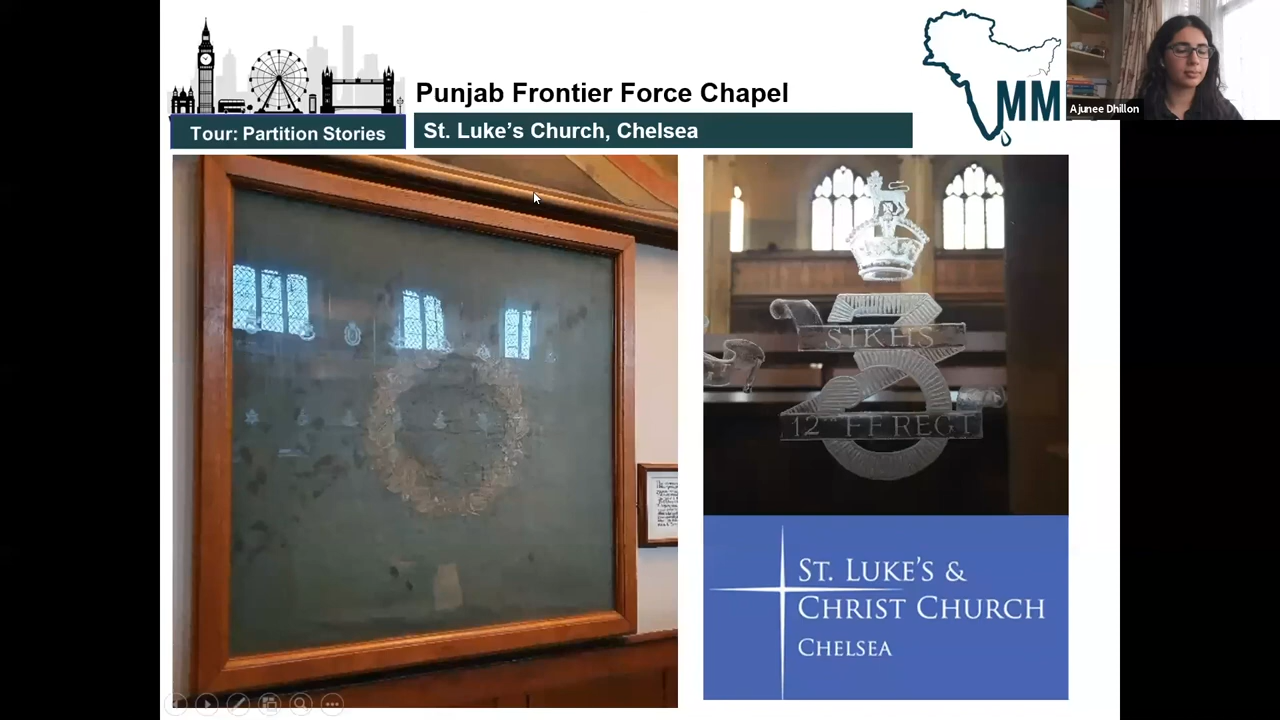 Punjab Frontier Force Chapel
Tour: Partition Stories
St. Luke's Church, Chelsea
MM
Ajunee Dhillon
SIKHS
12TH FF REGT
ST. LUKE'S &
CHRIST CHURCH
CHELSEA